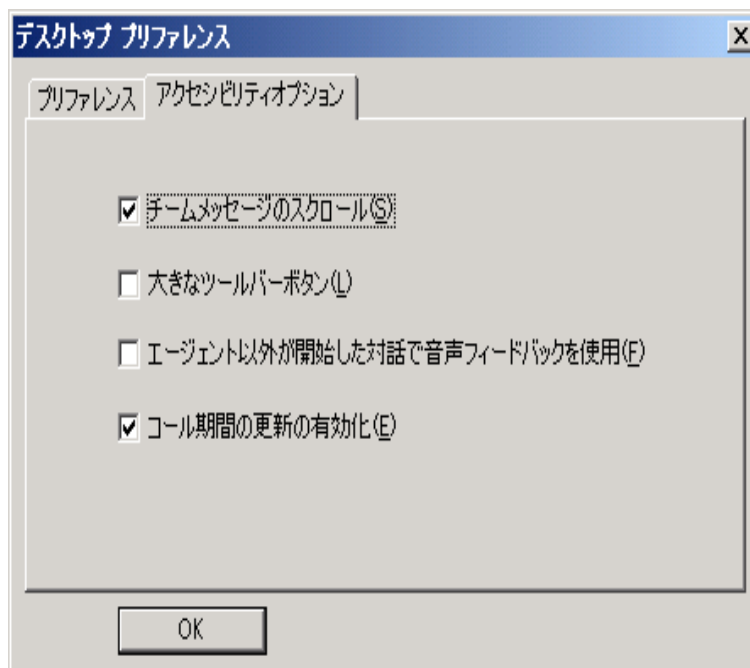 デスクトップ プリファレンス
プリファレンス
アクセシビリティオプション
チームメッセージのスクロール(S)
大きなツールバーボタン(L)
エージェント以外が開始した対話で音声フィードバックを使用(F)
コール期間の更新の有効化(E)
OK